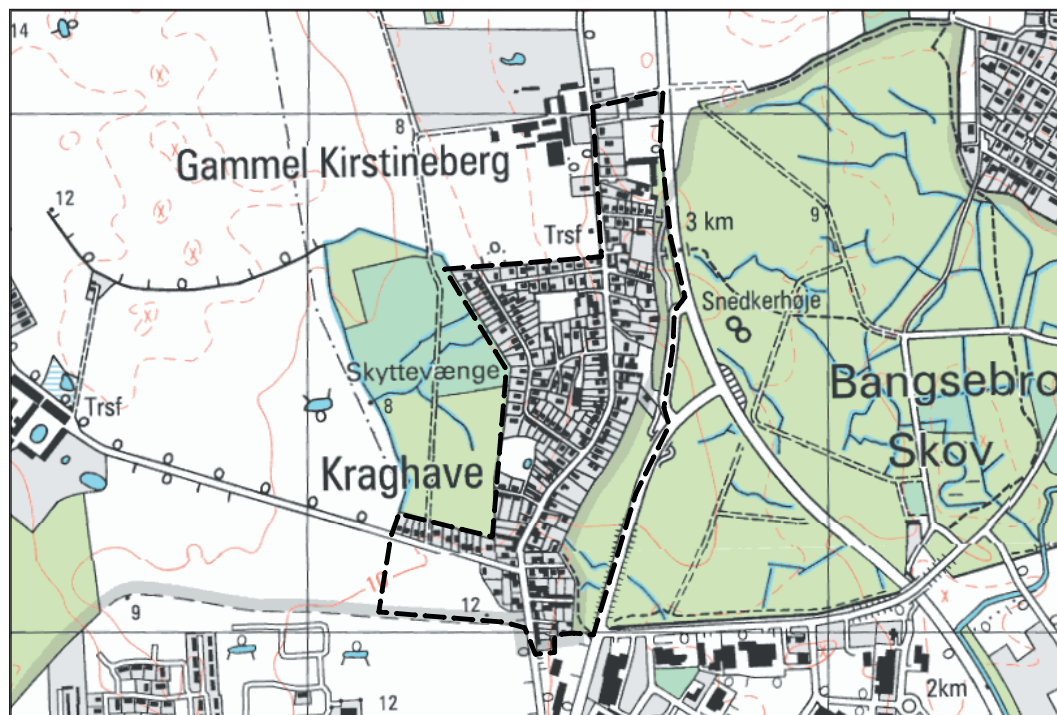 14
8
Gammel Kirstineberg
12
9
3 km
Trsf
Snedkerhøje
Skyttevænge
Bangsebro
Skov
8
Trsf
Kraghave
10
12
9
12
2km